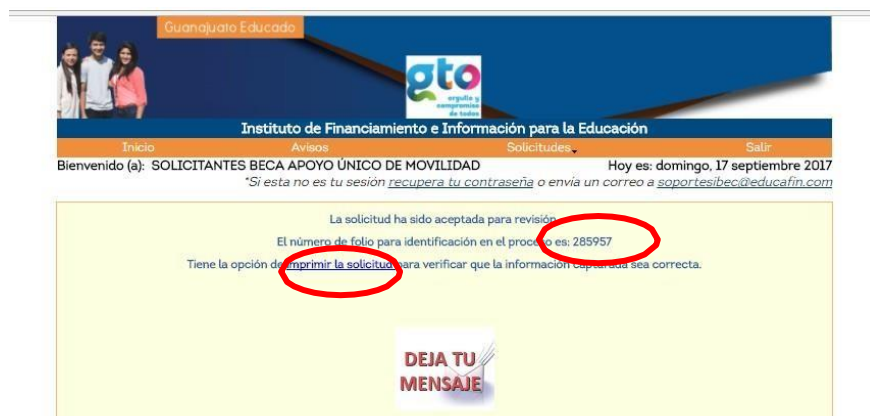 Guanajuato Educado
gto
orgullo y
compromiso
de todos
Instituto de Financiamiento e Información para la Educación
Inicio Avisos Solicitudes Salir
Bienvenido (a): SOLICITANTES BECA APOYO ÚNICO DE MOVILIDAD Hoy es: domingo, 17 septiembre 2017
*Si esta no es tu sesión recupera tu contraseña o envía un correo a soportesibec@educafin.com
La solicitud ha sido aceptada para revisión
El número de folio para identificación en el proceso es: 285957
Tiene la opción de imprimir la solicitud para verificar que la información capturada sea correcta.
DEJA TU
MENSAJE